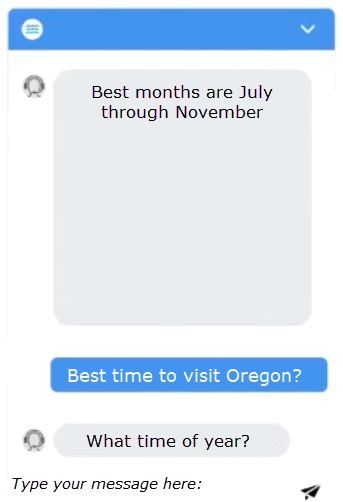 Best months are July
through November
Best time to visit Oregon?
What time of year?
Type your message here: